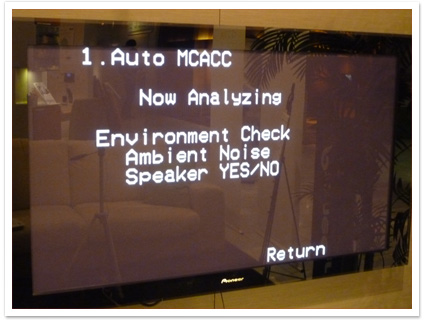 1.Auto MCACC
Now Analyzing
Environment Check
Ambient Noise
Speaker YES/NO
Return
Pioneer